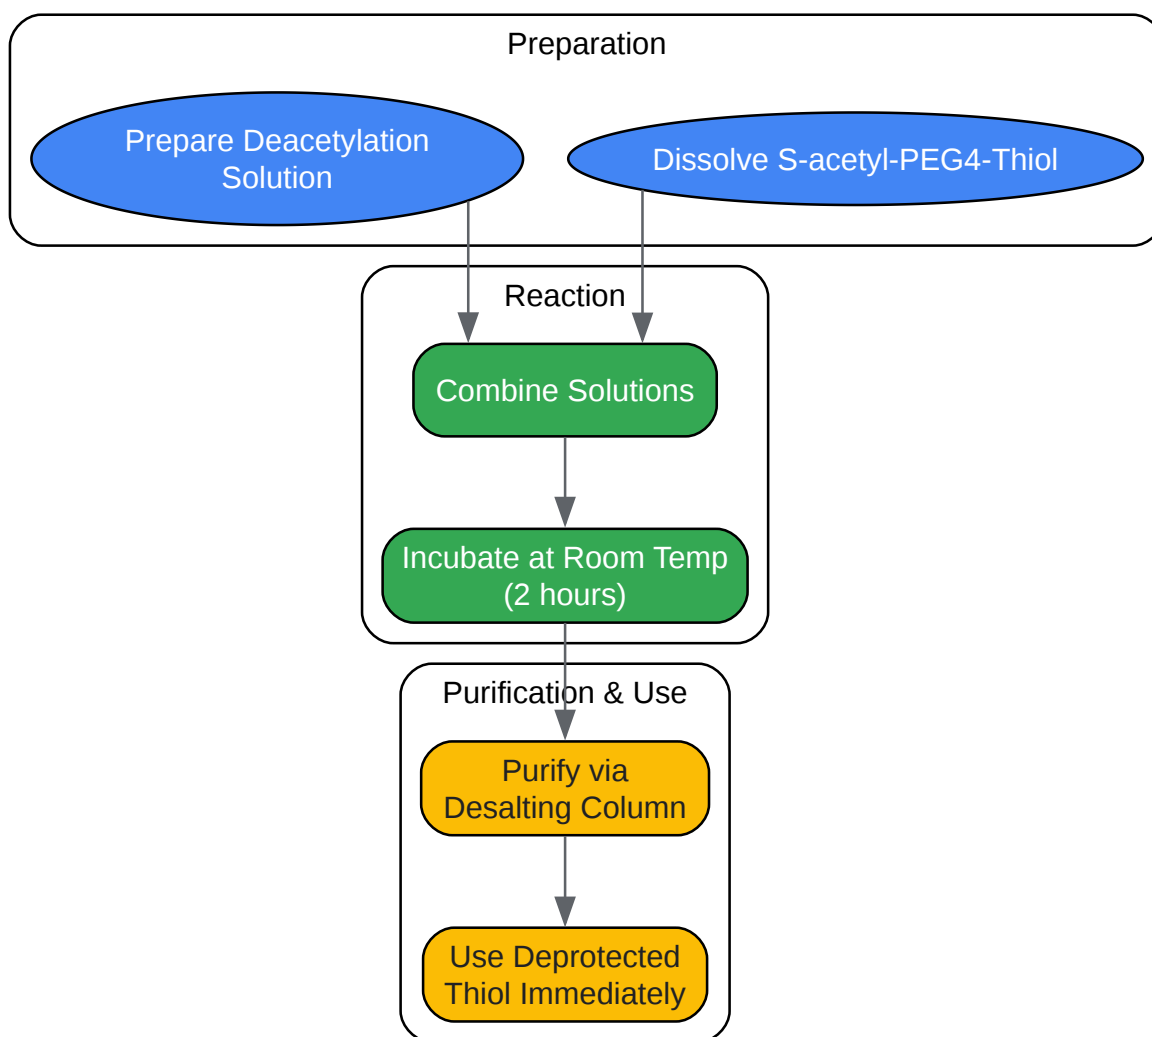 Preparation
Prepare Deacetylation
Solution
Dissolve S-acetyl-PEG4-Thiol
Reaction
Combine Solutions
Incubate at Room Temp
(2 hours)
Purification & Use
Purify via
Desalting Column
Use Deprotected
Thiol Immediately